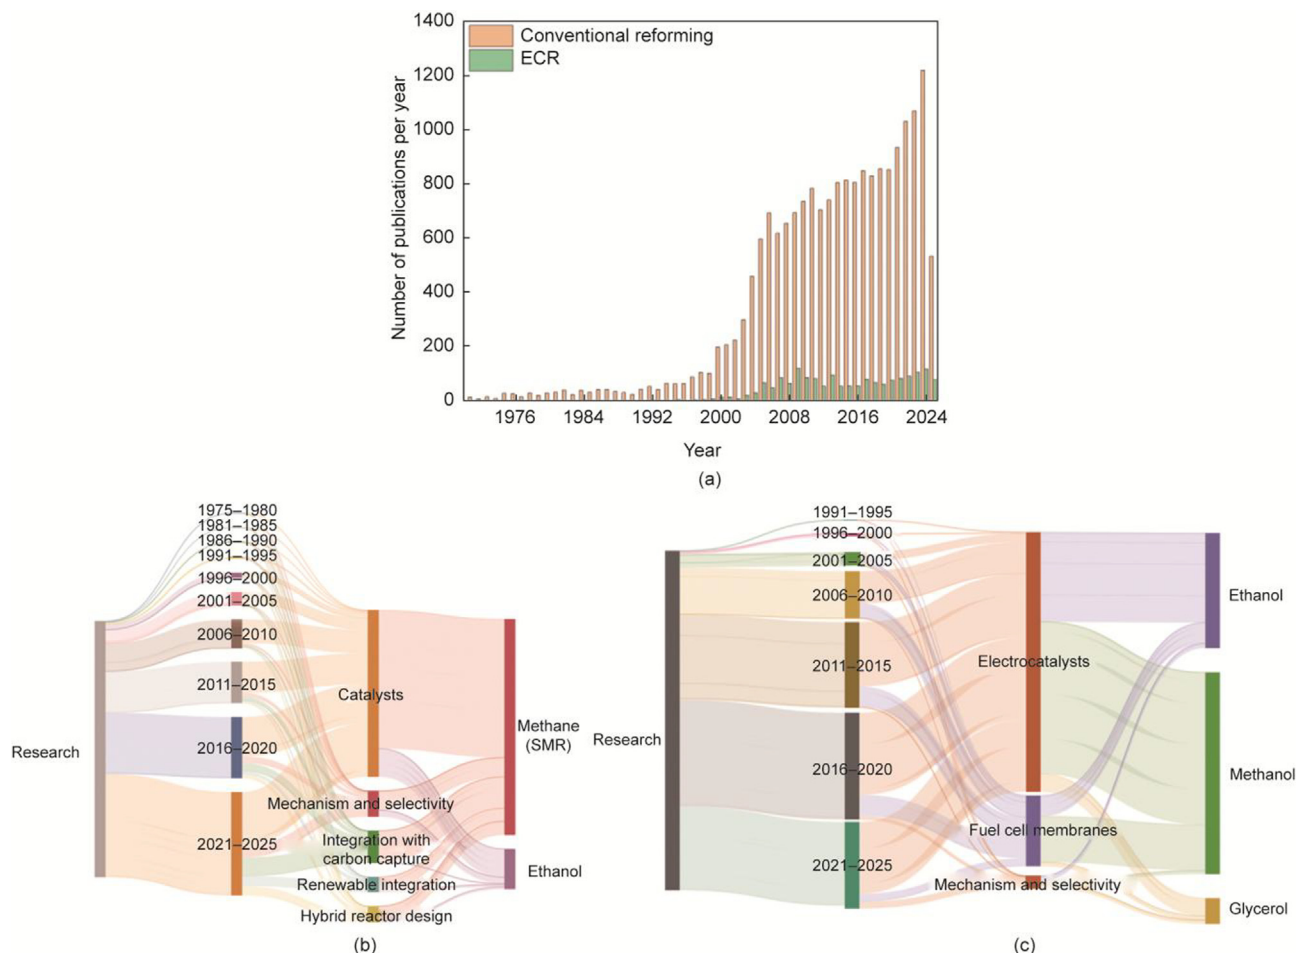 1400
1200
1000
800
600
400
200
0
Number of publications per year
Conventional reforming
ECR
1976
1984
1992
2000
2008
2016
2024
Year
(a)
Research
1975–1980
1981–1985
1986–1990
1991–1995
1996–2000
2001–2005
2006–2010
2011–2015
2016–2020
2021–2025
Catalysts
Mechanism and selectivity
Integration with
carbon capture
Renewable integration
Hybrid reactor design
Methane
(SMR)
Ethanol
(b)
Research
1991–1995
1996–2000
2001–2005
2006–2010
2011–2015
2016–2020
2021–2025
Electrocatalysts
Fuel cell membranes
Mechanism and selectivity
Ethanol
Methanol
Glycerol
(c)